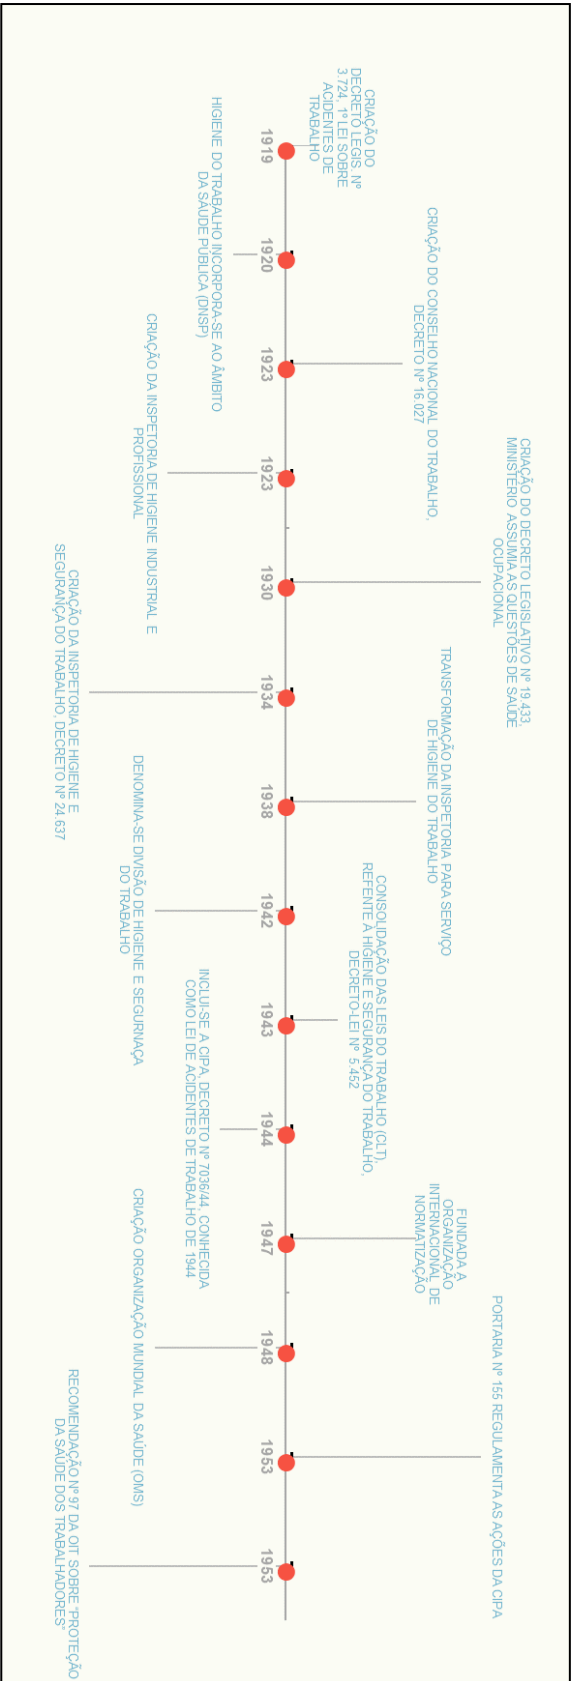 CRIAÇÃO DO
DECRETO LEGIS. Nº
3.724, 1º LEI SOBRE
ACIDENTES DE
TRABALHO
1919
HIGIENE DO TRABALHO INCORPORA-SE AO ÂMBITO
DA SAÚDE PÚBLICA (DNSP)
1920
CRIAÇÃO DO CONSELHO NACIONAL DO TRABALHO,
DECRETO Nº 16.027
1923
CRIAÇÃO DA INSPETORIA DE HIGIENE INDUSTRIAL E
PROFISSIONAL
1923
CRIAÇÃO DO DECRETO LEGISLATIVO Nº 19.433,
MINISTÉRIO ASSUMIA AS QUESTÕES DE SAÚDE
OCUPACIONAL
1930
CRIAÇÃO DA INSPETORIA DE HIGIENE E
SEGURANÇA DO TRABALHO, DECRETO Nº 24.637
1934
TRANSFORMAÇÃO DA INSPETORIA PARA SERVIÇO
DE HIGIENE DO TRABALHO
1938
DENOMINA-SE DIVISÃO DE HIGIENE E SEGURNAÇA
DO TRABALHO
1942
CONSOLIDAÇÃO DAS LEIS DO TRABALHO (CLT),
REFENTE À HIGIENE E SEGURANÇA DO TRABALHO,
DECRETO-LEI Nº 5.452
1943
INCLUI-SE A CIPA, DECRETO Nº 7036/44, CONHECIDA
COMO LEI DE ACIDENTES DE TRABALHO DE 1944
1944
FUNDADA A
ORGANIZAÇÃO
INTERNACIONAL DE
NORMATIZAÇÃO
1947
CRIAÇÃO ORGANIZAÇÃO MUNDIAL DA SAÚDE (OMS)
1948
PORTARIA Nº 155 REGULAMENTA AS AÇÕES DA CIPA
1953
RECOMENDAÇÃO Nº 97 DA OIT SOBRE "PROTEÇÃO
DA SAÚDE DOS TRABALHADORES"
1953